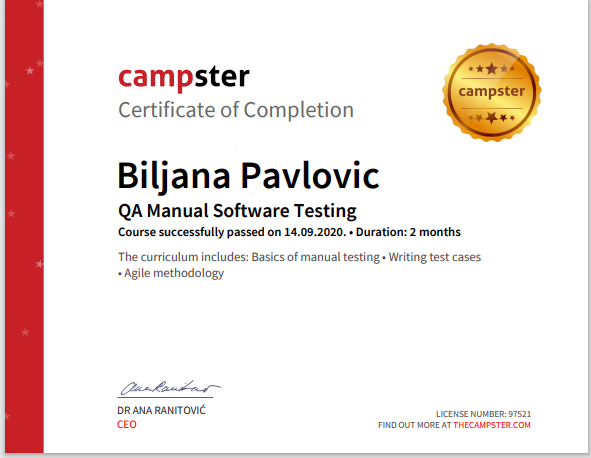 campster
Certificate of Completion
campster
Biljana Pavlovic
QA Manual Software Testing
Course successfully passed on 14.09.2020. • Duration: 2 months
The curriculum includes: Basics of manual testing • Writing test cases
• Agile methodology
Ana Ranitović
DR ANA RANITOVIĆ
CEO
LICENSE NUMBER: 97521
FIND OUT MORE AT THECAMPSTER.COM